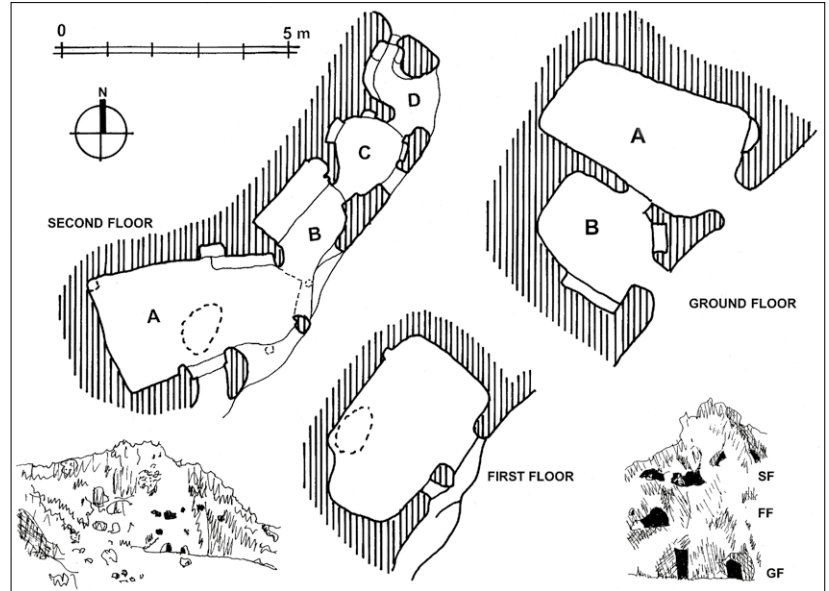 0 5 m
N
D
C
B
A
SECOND FLOOR
A
B
GROUND FLOOR
FIRST FLOOR
SF
FF
GF